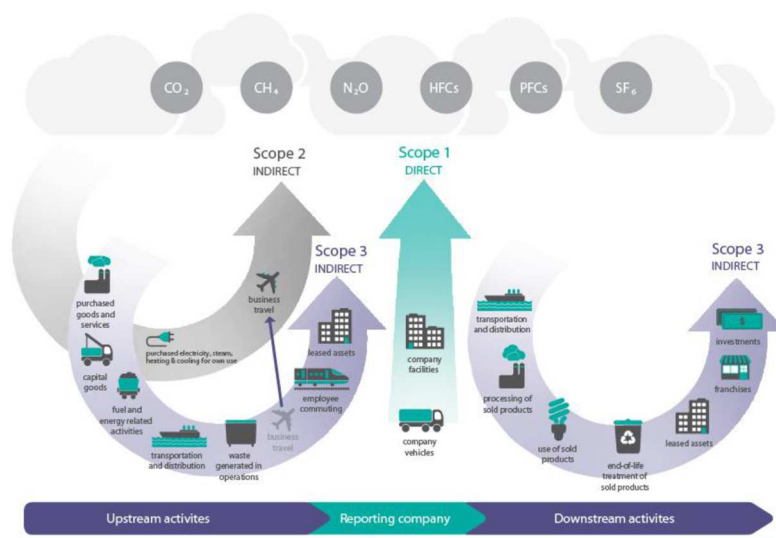 CO₂
CH₄
N₂O
HFCs
PFCs
SF₆
Scope 2
INDIRECT
Scope 1
DIRECT
Scope 3
INDIRECT
Scope 3
INDIRECT
purchased
goods and
services
capital
goods
fuel and
energy related
activities
purchased electricity, steam,
heating & cooling for own use
transportation
and distribution
waste
generated in
operations
business
travel
business
travel
employee
commuting
leased assets
company
facilities
company
vehicles
transportation
and distribution
processing of
sold products
use of sold
products
end-of-life
treatment of
sold products
leased assets
franchises
investments
Upstream activites
Reporting company
Downstream activites